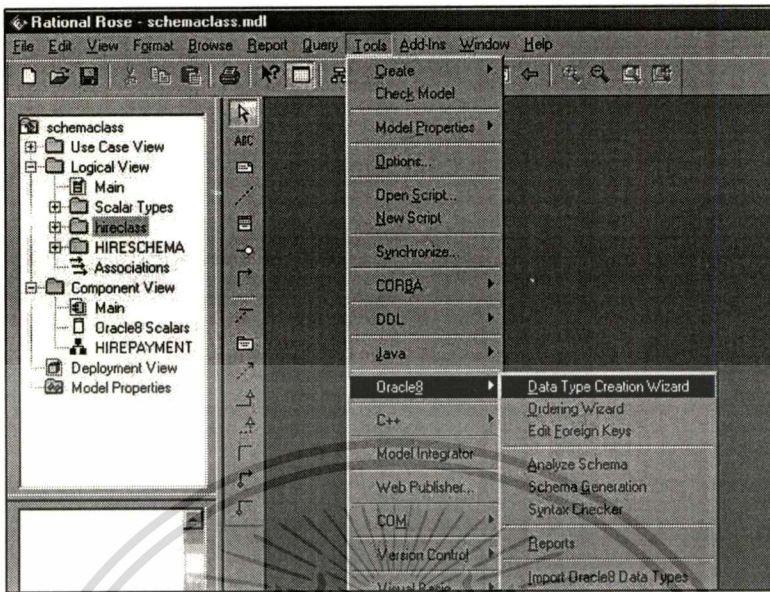 Rational Rose - schemaclass.mdl
File Edit View Format Browse Report Query Tools Add-Ins Window Help
schemaclass
Use Case View
Logical View
Main
Scalar Types
hireclass
HIRESCHEMA
Associations
Component View
Main
Oracle8 Scalars
HIREPAYMENT
Deployment View
Model Properties
ABC
Create
Check Model
Model Properties
Options...
Open Script...
New Script
Synchronize...
CORBA
DDL
Java
Oracle8
C++
Model Integrator
Web Publisher...
COM
Version Control
Visual Basic
Data Type Creation Wizard
Ordering Wizard
Edit Foreign Keys
Analyze Schema
Schema Generation
Syntax Checker
Reports
Import Oracle8 Data Types